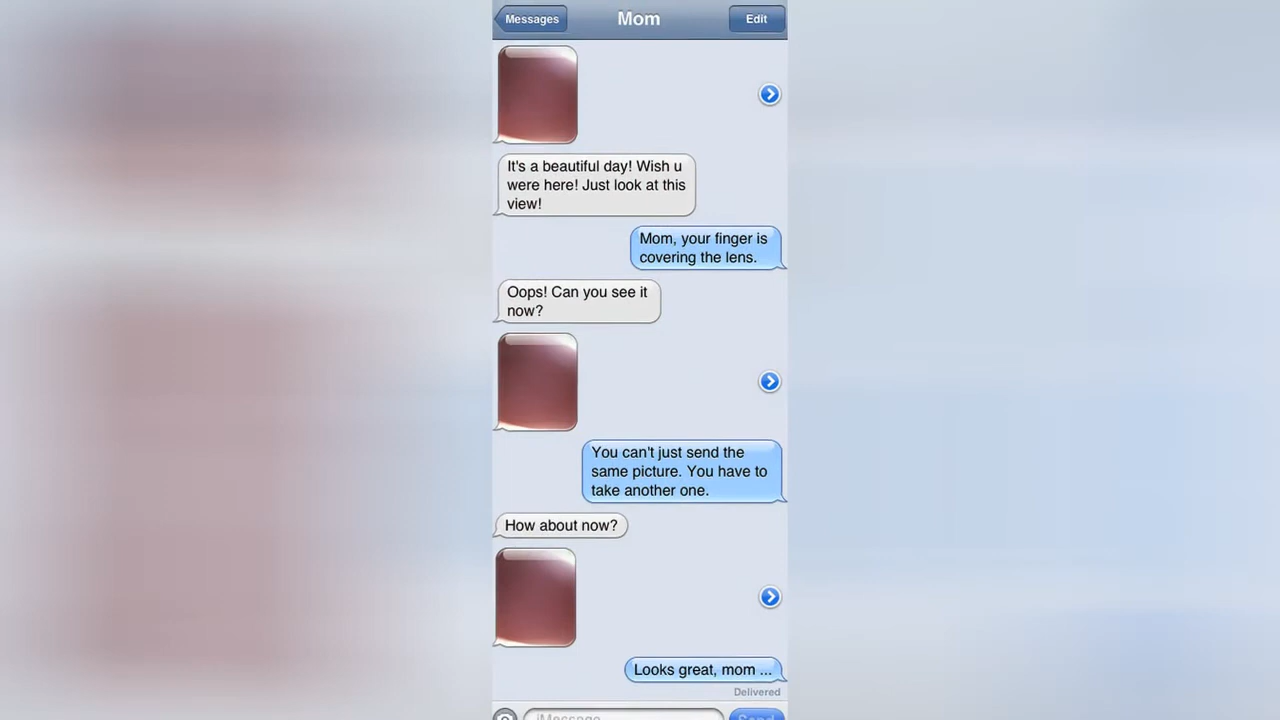 Messages
Mom
Edit
It's a beautiful day! Wish u
were here! Just look at this
view!
Mom, your finger is
covering the lens.
Oops! Can you see it
now?
You can't just send the
same picture. You have to
take another one.
How about now?
Looks great, mom ...
Delivered
iMessage
Send